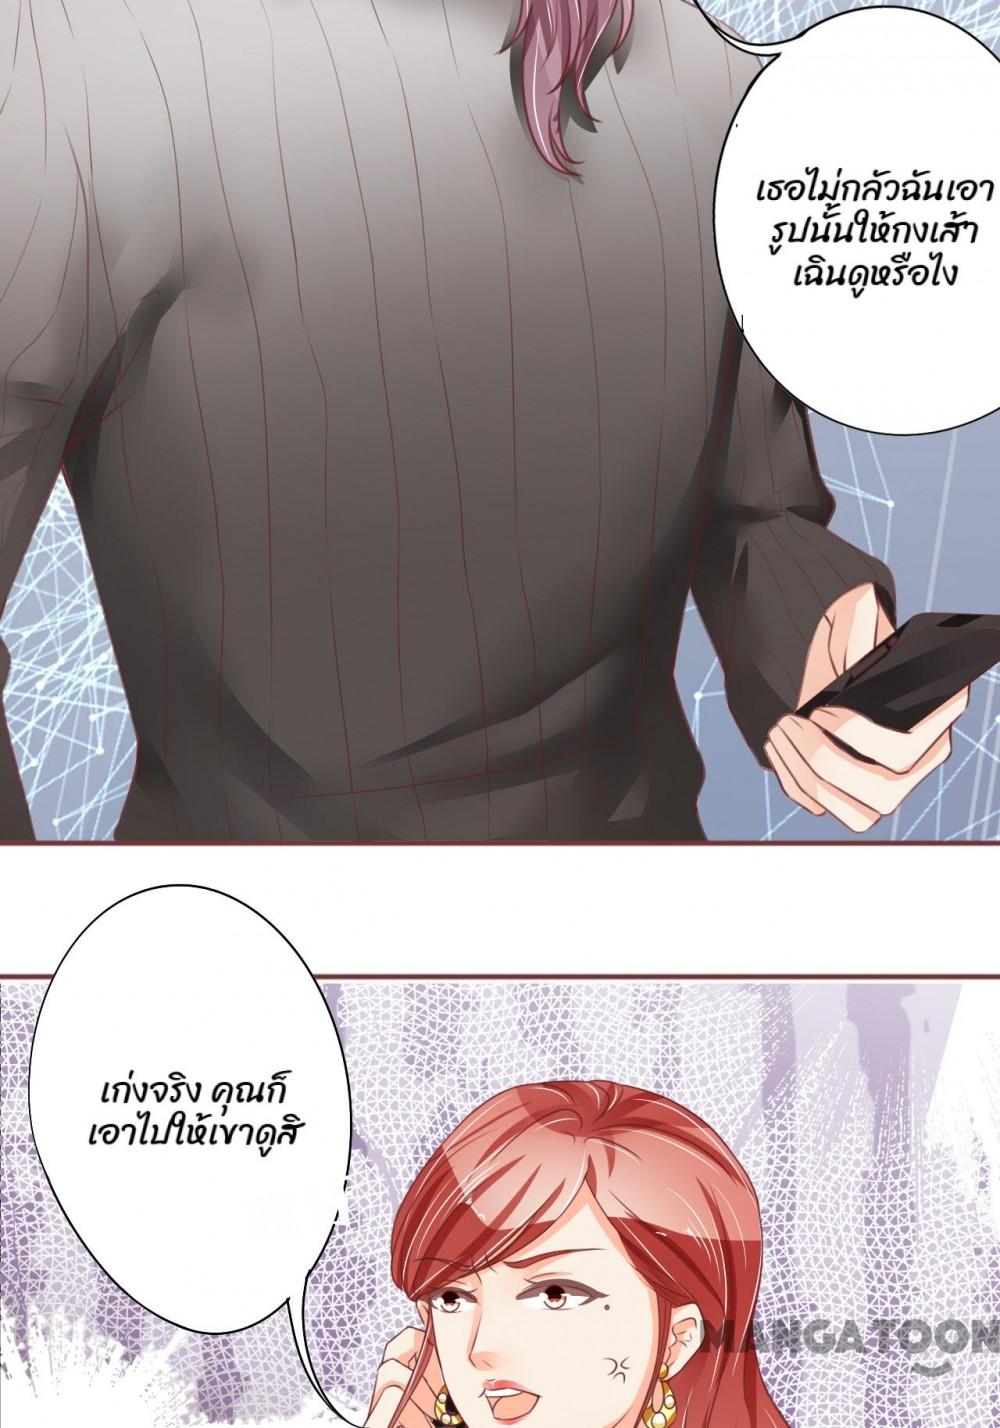 เธอไม่กลัวฉันเอา
รูปนั้นให้กงเส้า
เฉินดูหรือไง
เก่งจริง คุณก็
เอาไปให้เขาดูสิ
MANGATOON